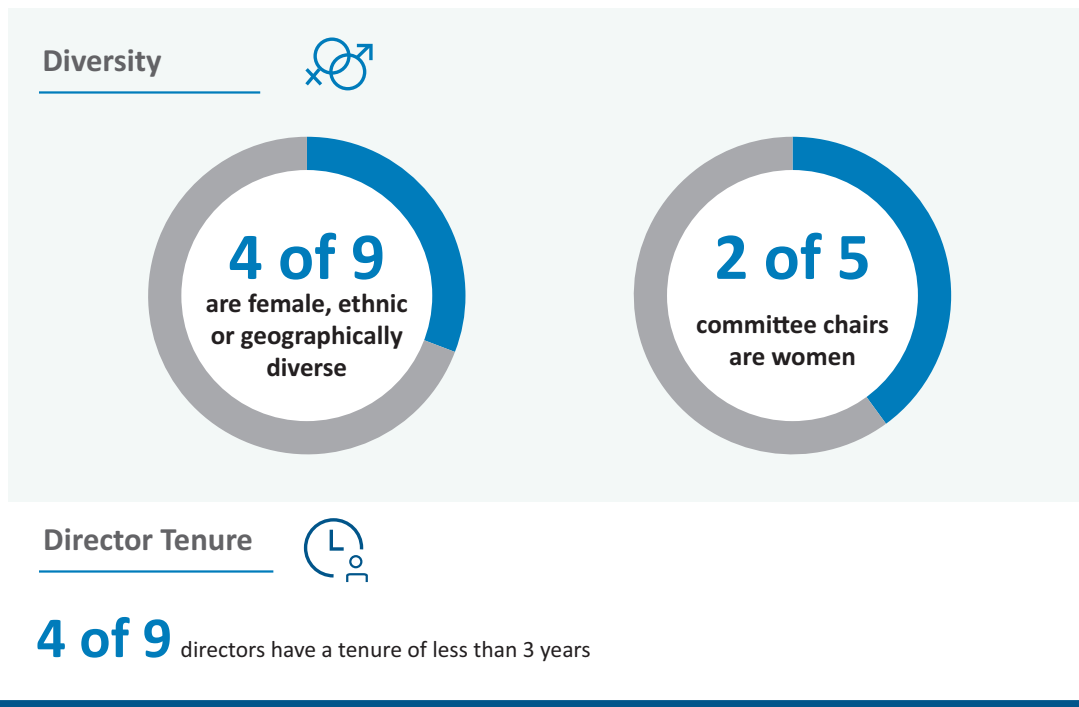 Diversity
4 of 9
are female, ethnic
or geographically
diverse
2 of 5
committee chairs
are women
Director Tenure
4 of 9 directors have a tenure of less than 3 years